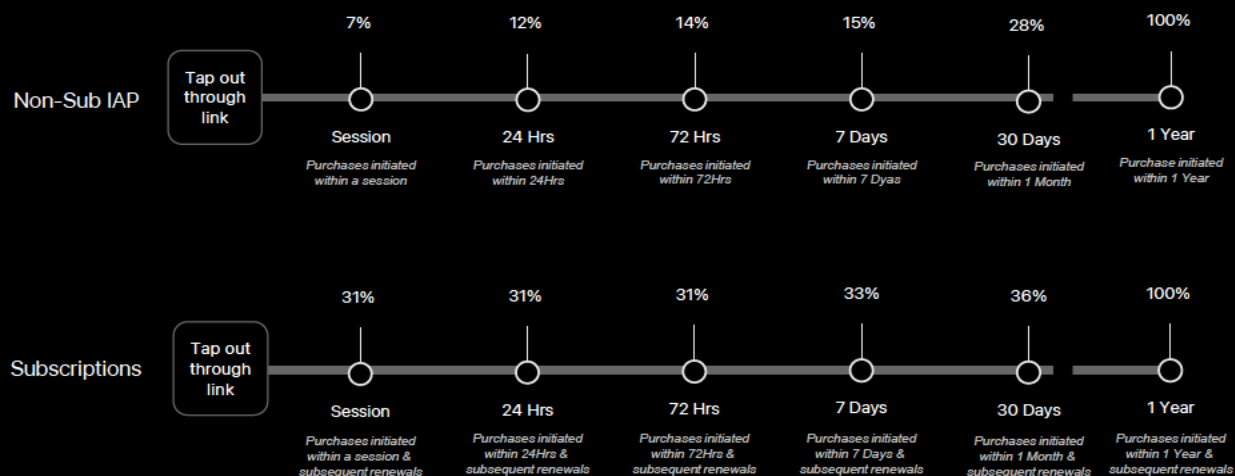 7%
12%
14%
15%
28%
100%
Non-Sub IAP
Tap out
through
link
Session
24 Hrs
72 Hrs
7 Days
30 Days
1 Year
Purchases initiated
within a session
Purchases initiated
within 24Hrs
Purchases initiated
within 72Hrs
Purchases initiated
within 7 Dyas
Purchases initiated
within 1 Month
Purchase initiated
within 1 Year
31%
31%
31%
33%
36%
100%
Subscriptions
Tap out
through
link
Session
24 Hrs
72 Hrs
7 Days
30 Days
1 Year
Purchases initiated
within a session &
subsequent renewals
Purchases initiated
within 24Hrs &
subsequent renewals
Purchases initiated
within 72Hrs &
subsequent renewals
Purchases initiated
within 7 Days &
subsequent renewals
Purchases initiated
within 1 Month &
subsequent renewals
Purchases initiated
within 1 Year &
subsequent renewals